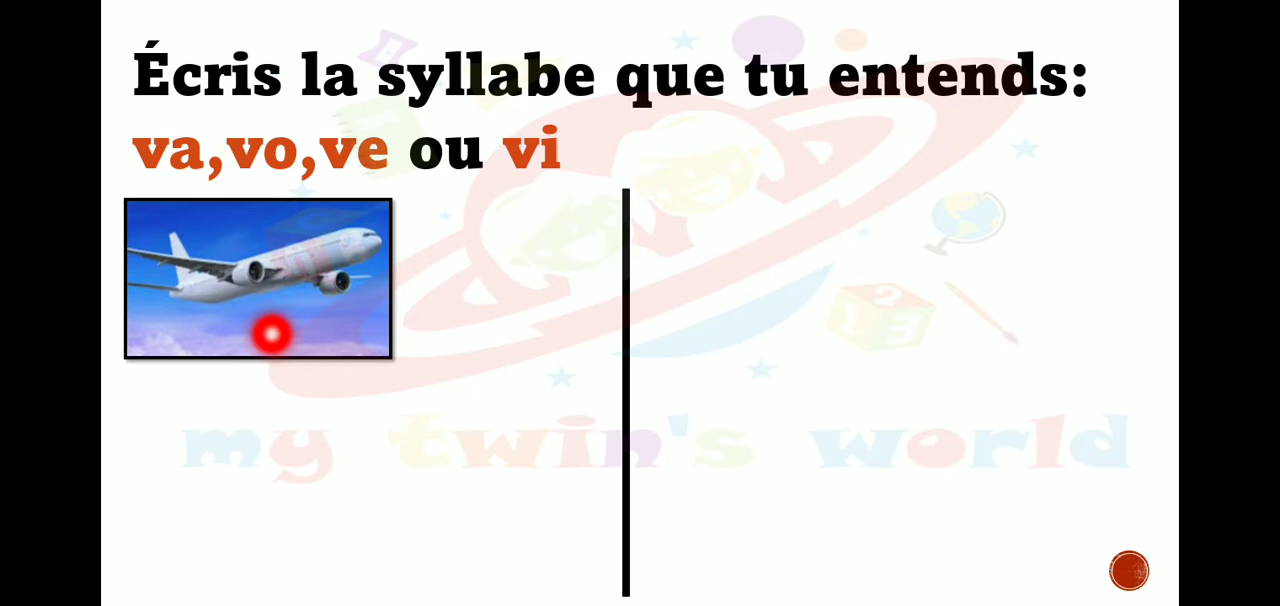 Écris la syllabe que tu entends:
va,vo,ve ou vi
my twin's world